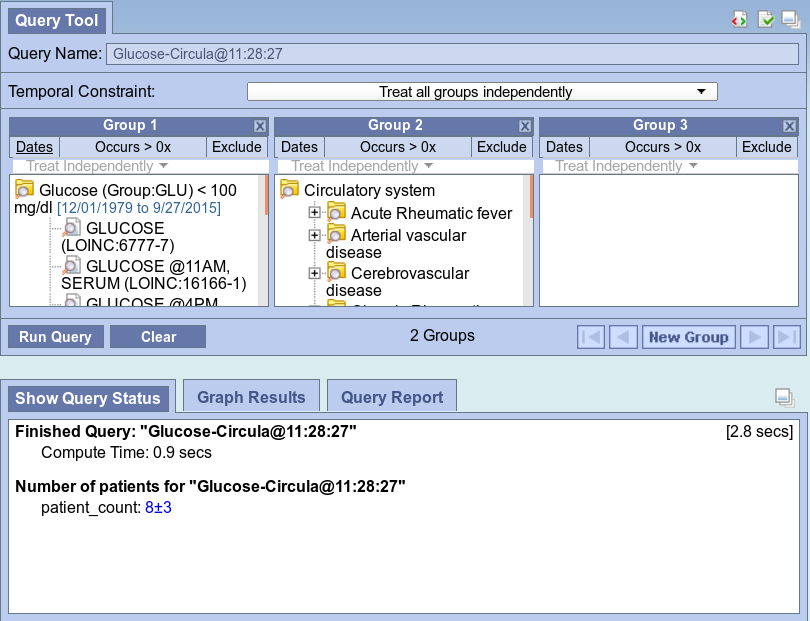 Query Tool
Query Name: Glucose-Circula@11:28:27
Temporal Constraint: Treat all groups independently
Group 1
Dates Occurs > 0x Exclude
Treat Independently
Glucose (Group:GLU) < 100
mg/dl [12/01/1979 to 9/27/2015]
GLUCOSE
(LOINC:6777-7)
GLUCOSE @11AM,
SERUM (LOINC:16166-1)
GLUCOSE @4PM
Group 2
Dates Occurs > 0x Exclude
Treat Independently
Circulatory system
Acute Rheumatic fever
Arterial vascular
disease
Cerebrovascular
disease
Group 3
Dates Occurs > 0x Exclude
Treat Independently
Run Query Clear 2 Groups New Group
Show Query Status Graph Results Query Report
Finished Query: "Glucose-Circula@11:28:27" [2.8 secs]
Compute Time: 0.9 secs
Number of patients for "Glucose-Circula@11:28:27"
patient_count: 8±3